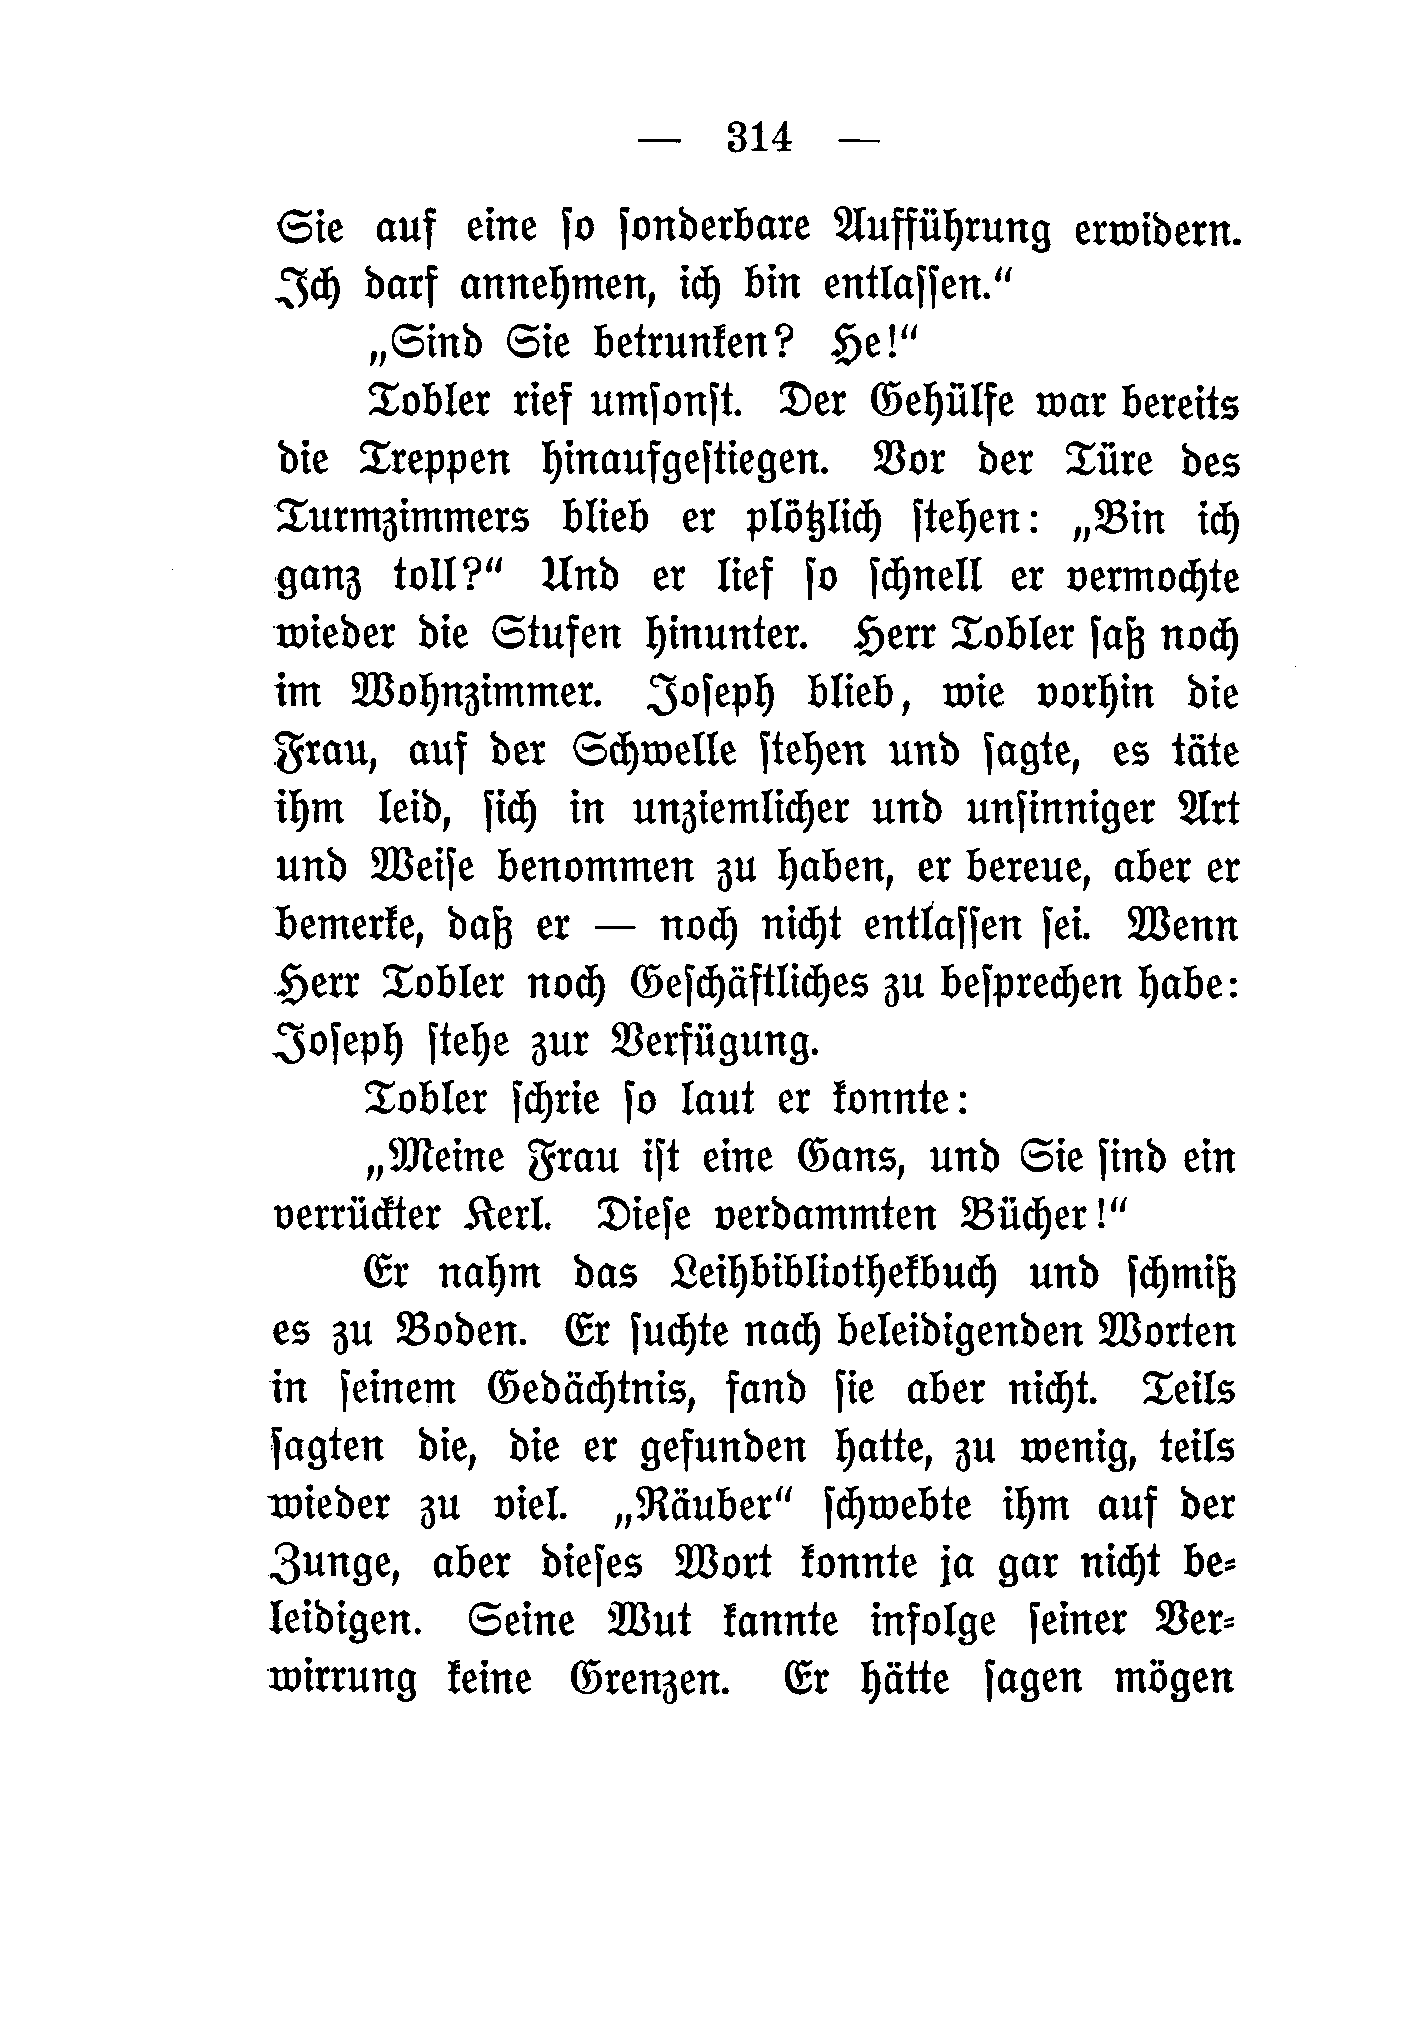 — 314 —
Sie auf eine so sonderbare Aufführung erwidern.
Ich darf annehmen, ich bin entlassen.“
„Sind Sie betrunken? He!“
Tobler rief umsonst. Der Gehülfe war bereits
die Treppen hinaufgestiegen. Vor der Türe des
Turmzimmers blieb er plötzlich stehen: „Bin ich
ganz toll?“ Und er lief so schnell er vermochte
wieder die Stufen hinunter. Herr Tobler saß noch
im Wohnzimmer. Joseph blieb, wie vorhin die
Frau, auf der Schwelle stehen und sagte, es täte
ihm leid, sich in unziemlicher und unsinniger Art
und Weise benommen zu haben, er bereue, aber er
bemerke, daß er — noch nicht entlassen sei. Wenn
Herr Tobler noch Geschäftliches zu besprechen habe:
Joseph stehe zur Verfügung.
Tobler schrie so laut er konnte:
„Meine Frau ist eine Gans, und Sie sind ein
verrückter Kerl. Diese verdammten Bücher!“
Er nahm das Leihbibliothekbuch und schmiß
es zu Boden. Er suchte nach beleidigenden Worten
in seinem Gedächtnis, fand sie aber nicht. Teils
sagten die, die er gefunden hatte, zu wenig, teils
wieder zu viel. „Räuber“ schwebte ihm auf der
Zunge, aber dieses Wort konnte ja gar nicht be-
leidigen. Seine Wut kannte infolge seiner Ver-
wirrung keine Grenzen. Er hätte sagen mögen